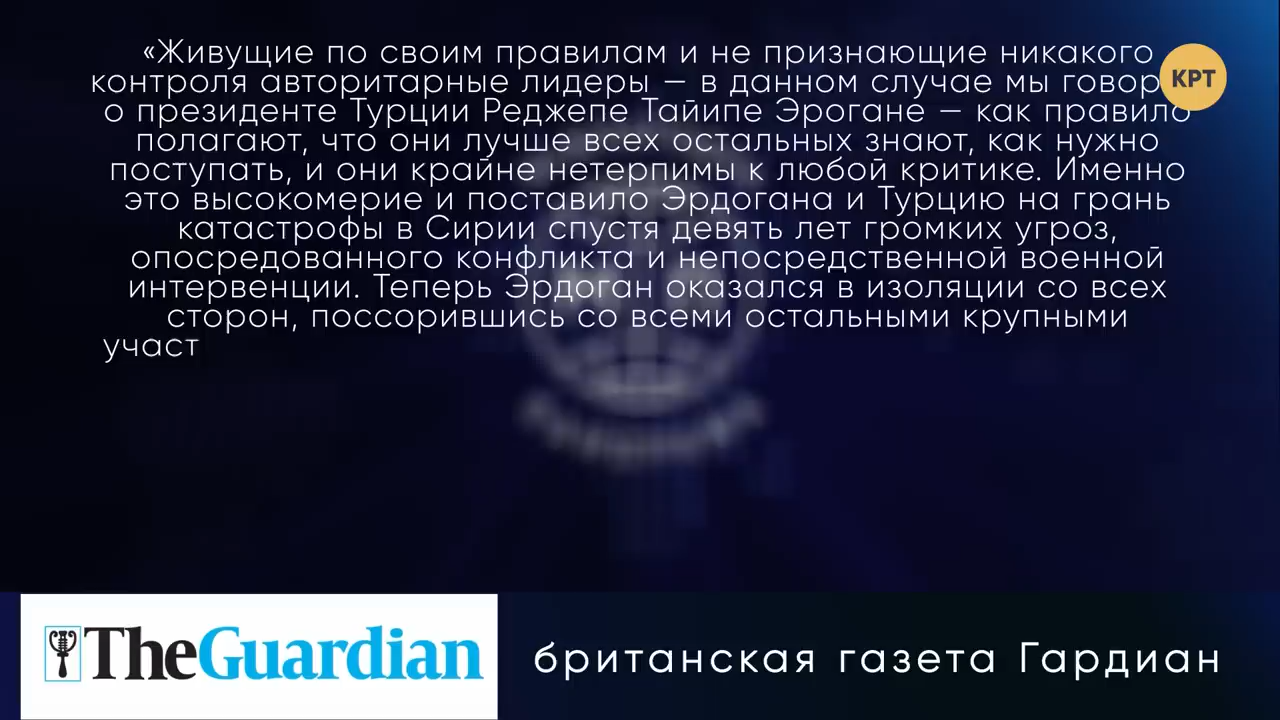 «Живущие по своим правилам и не признающие никакого
контроля авторитарные лидеры — в данном случае мы говор
о президенте Турции Реджепе Тайипе Эрогане — как правило
полагают, что они лучше всех остальных знают, как нужно
поступать, и они крайне нетерпимы к любой критике. Именно
это высокомерие и поставило Эрдогана и Турцию на грань
катастрофы в Сирии спустя девять лет громких угроз,
опосредованного конфликта и непосредственной военной
интервенции. Теперь Эрдоган оказался в изоляции со всех
сторон, поссорившись со всеми остальными крупными
участ
КРТ
TheGuardian
британская газета Гардиан